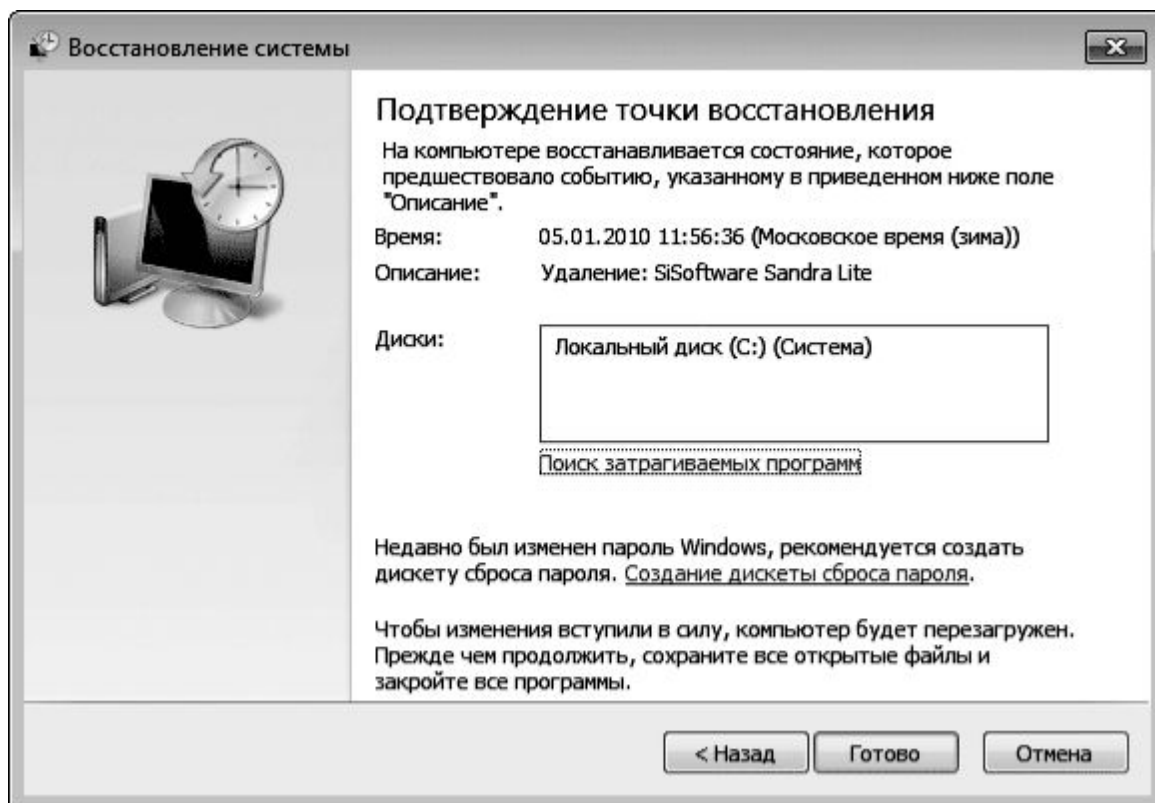 Восстановление системы
Подтверждение точки восстановления
На компьютере восстанавливается состояние, которое
предшествовало событию, указанному в приведенном ниже поле
"Описание".
Время: 05.01.2010 11:56:36 (Московское время (зима))
Описание: Удаление: SiSoftware Sandra Lite
Диски: Локальный диск (C:) (Система)
Поиск затрагиваемых программ
Недавно был изменен пароль Windows, рекомендуется создать
дискету сброса пароля. Создание дискеты сброса пароля.
Чтобы изменения вступили в силу, компьютер будет перезагружен.
Прежде чем продолжить, сохраните все открытые файлы и
закройте все программы.
< Назад Готово Отмена